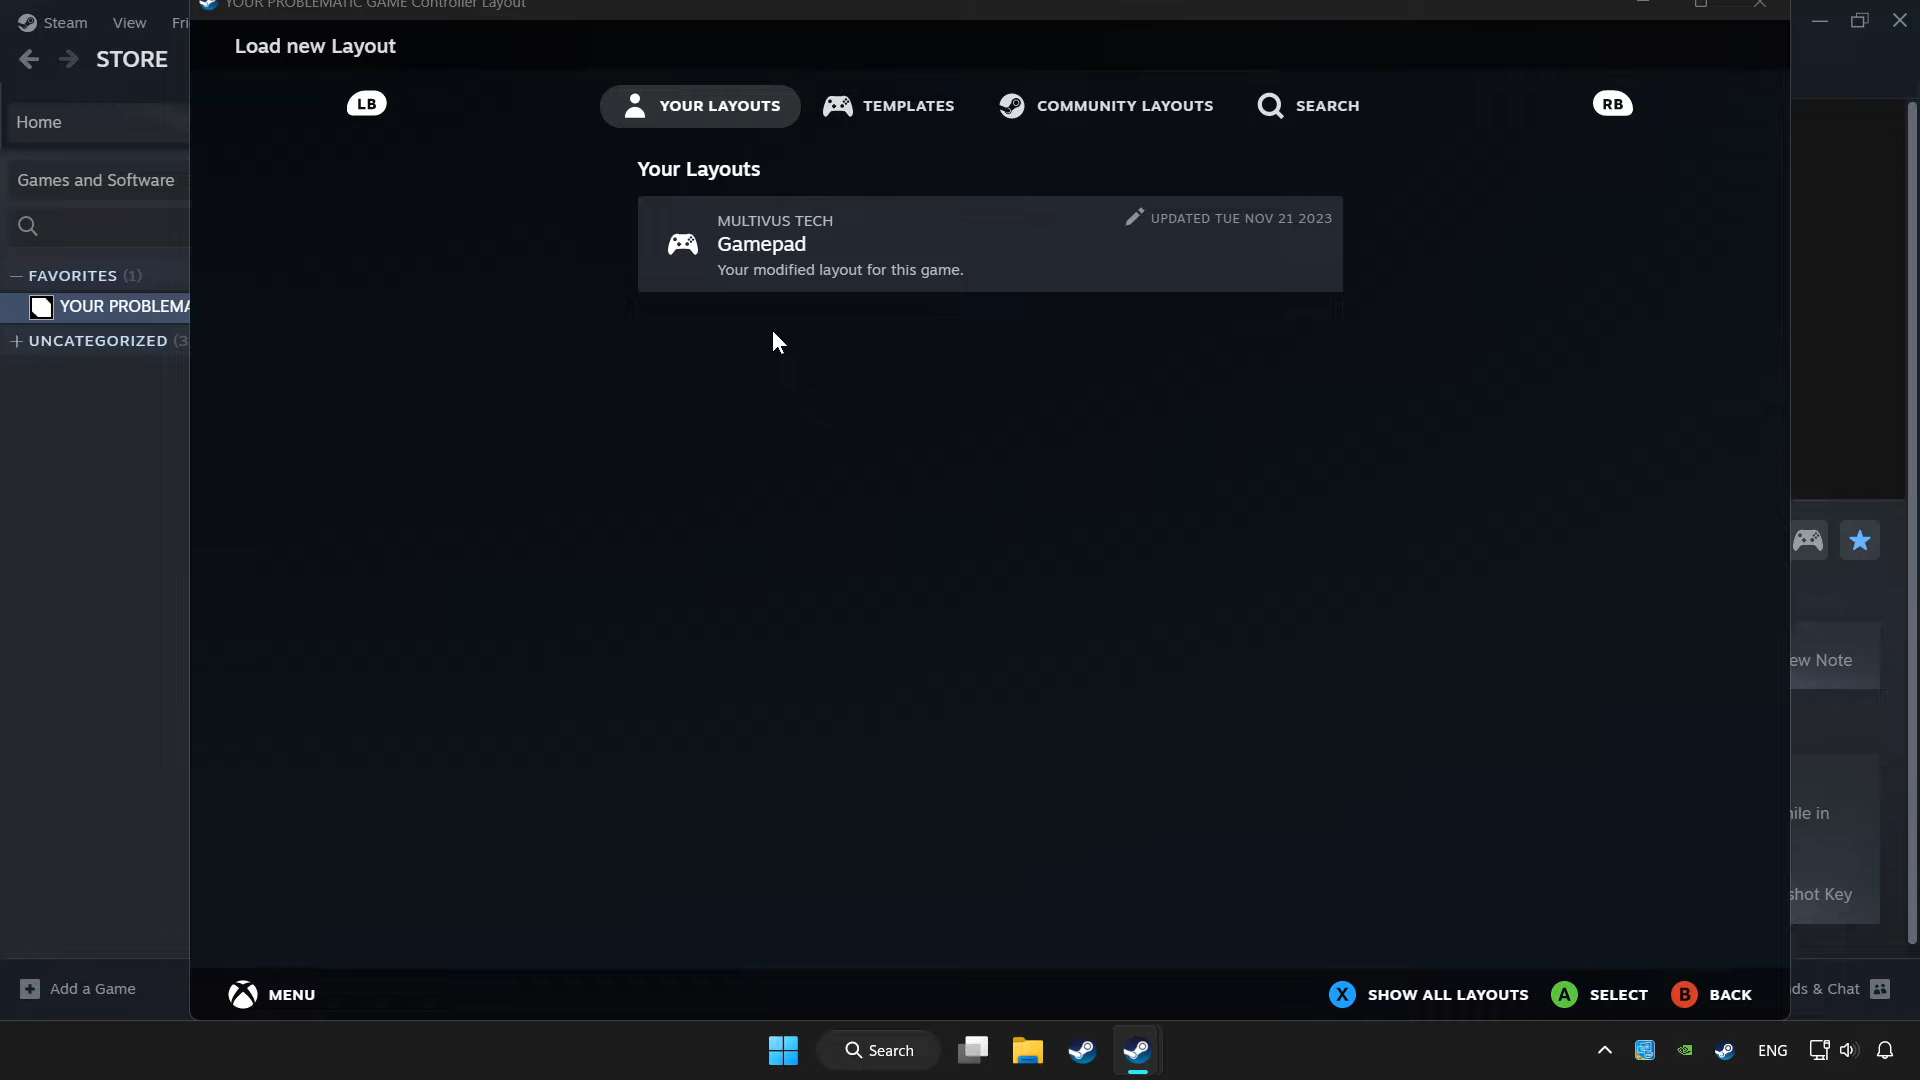 YOUR PROBLEMATIC GAME Controller Layout
Steam View Fri
Load new Layout
STORE
LB
YOUR LAYOUTS
TEMPLATES
COMMUNITY LAYOUTS
SEARCH
RB
Home
Your Layouts
Games and Software
MULTIVUS TECH
UPDATED TUE NOV 21 2023
Gamepad
Your modified layout for this game.
FAVORITES (1)
YOUR PROBLEMA
UNCATEGORIZED (3
ew Note
ile in
shot Key
Add a Game
MENU
X SHOW ALL LAYOUTS
A SELECT
B BACK
ds & Chat
Search
ENG